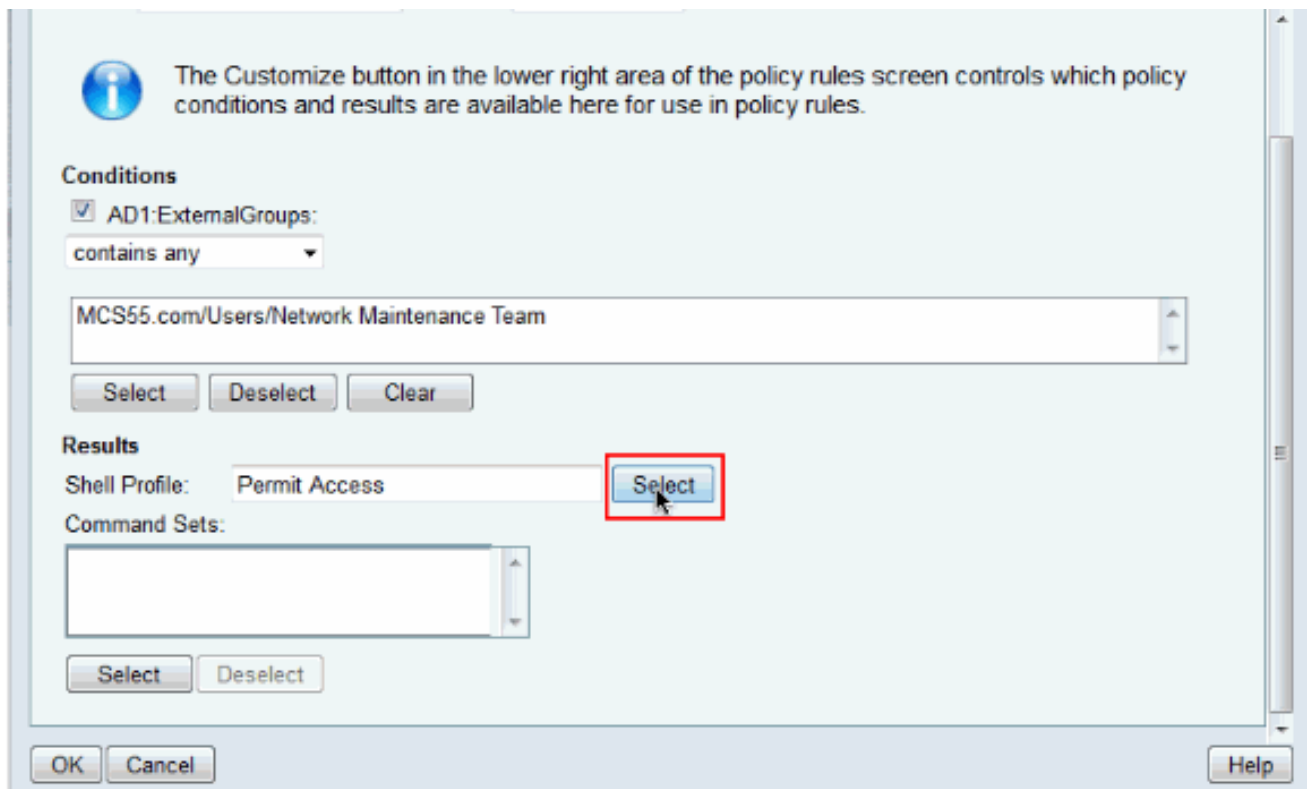 The Customize button in the lower right area of the policy rules screen controls which policy
conditions and results are available here for use in policy rules.
Conditions
AD1:ExternalGroups:
contains any
MCS55.com/Users/Network Maintenance Team
Select Deselect Clear
Results
Shell Profile: Permit Access Select
Command Sets:
Select Deselect
OK Cancel Help